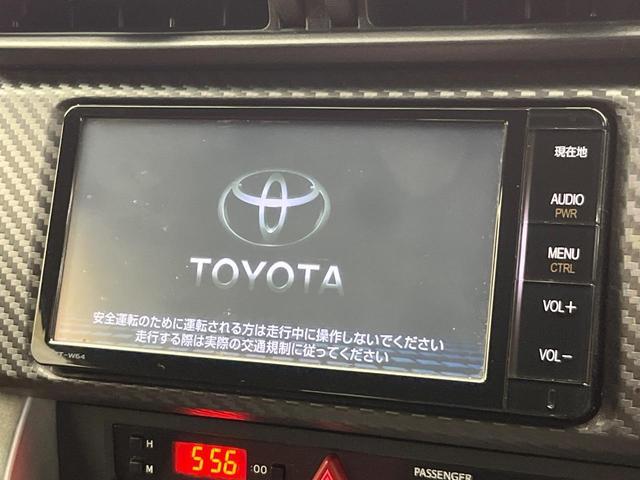 現在地
AUDIO
PWR
TOYOTA
MENU
CTRL
VOL+
安全運転のために運転される方は走行中に操作しないでください
走行する際は実際の交通規制に従ってください
VOL-
T-W64
H
M
5:56
:00
PASSENGER